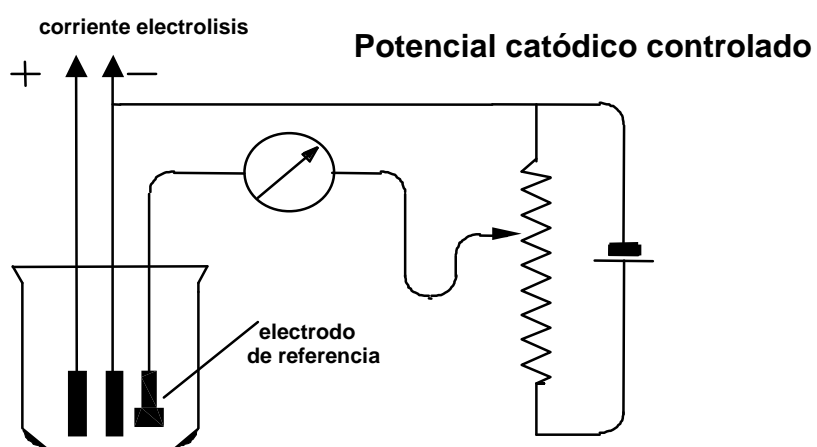 corriente electrolisis
Potencial catódico controlado
+ —
electrodo
de referencia